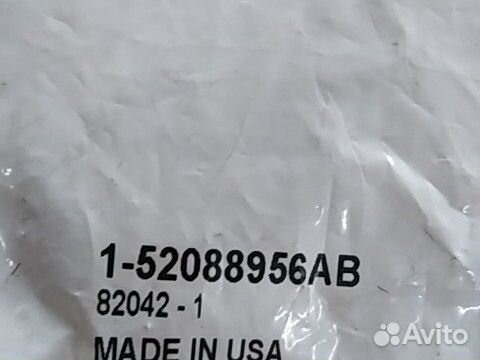 1-52088956AB
82042 - 1
MADE IN USA
Avito